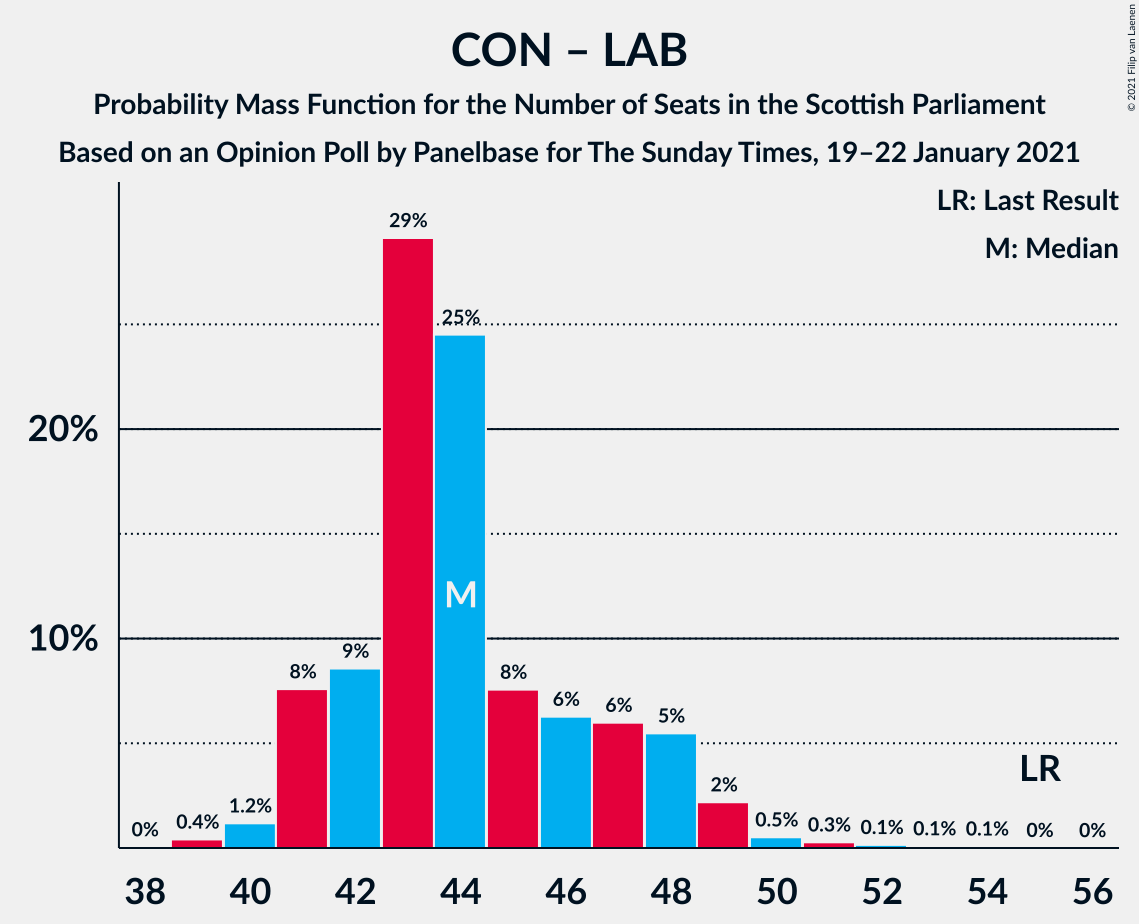 CON – LAB
Probability Mass Function for the Number of Seats in the Scottish Parliament
Based on an Opinion Poll by Panelbase for The Sunday Times, 19–22 January 2021
© 2021 Filip van Laenen
LR: Last Result
M: Median
20%
10%
0%
0.4%
1.2%
8%
9%
29%
25%
8%
6%
6%
5%
2%
0.5%
0.3%
0.1%
0.1%
0.1%
0%
0%
M
LR
38 40 42 44 46 48 50 52 54 56